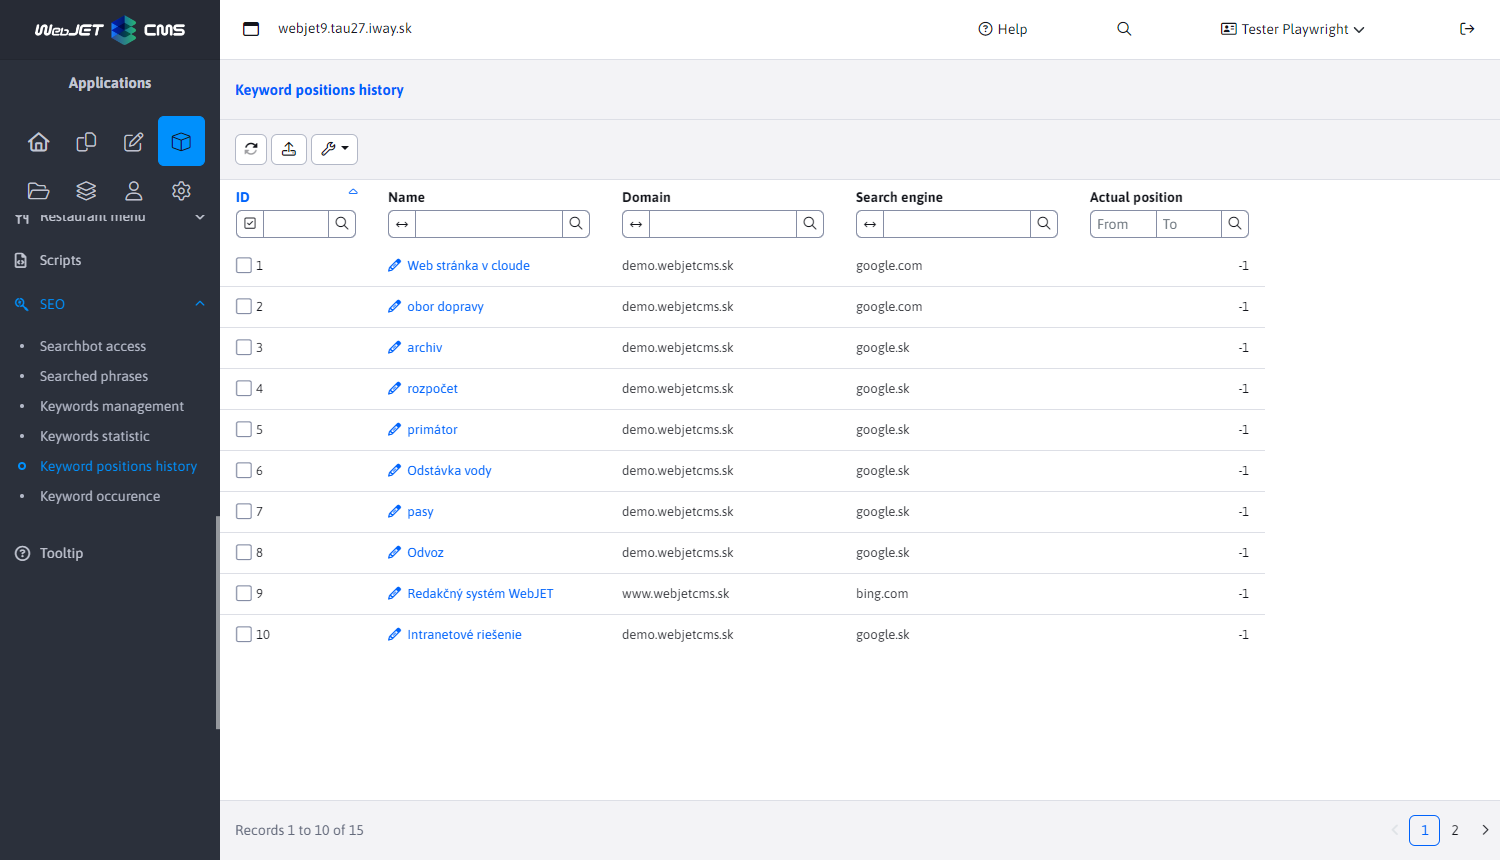 WebJET CMS
webjet9.tau27.iway.sk
Help
Tester Playwright
Applications
Restaurant menu
Scripts
SEO
Searchbot access
Searched phrases
Keywords management
Keywords statistic
Keyword positions history
Keyword occurence
Tooltip
Keyword positions history
ID Name Domain Search engine Actual position
From To
1 Web stránka v cloude demo.webjetcms.sk google.com -1
2 obor dopravy demo.webjetcms.sk google.com -1
3 archiv demo.webjetcms.sk google.sk -1
4 rozpočet demo.webjetcms.sk google.sk -1
5 primátor demo.webjetcms.sk google.sk -1
6 Odstávka vody demo.webjetcms.sk google.sk -1
7 pasy demo.webjetcms.sk google.sk -1
8 Odvoz demo.webjetcms.sk google.sk -1
9 Redakčný systém WebJET www.webjetcms.sk bing.com -1
10 Intranetové riešenie demo.webjetcms.sk google.sk -1
Records 1 to 10 of 15
1 2